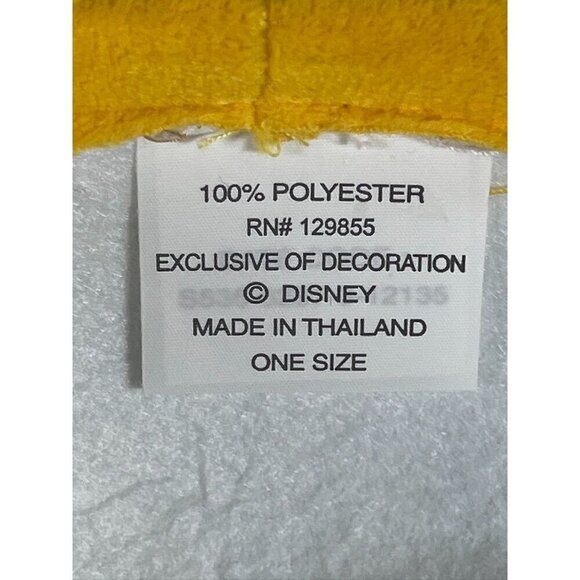 100% POLYESTER
RN# 129855
EXCLUSIVE OF DECORATION
© DISNEY
MADE IN THAILAND
ONE SIZE